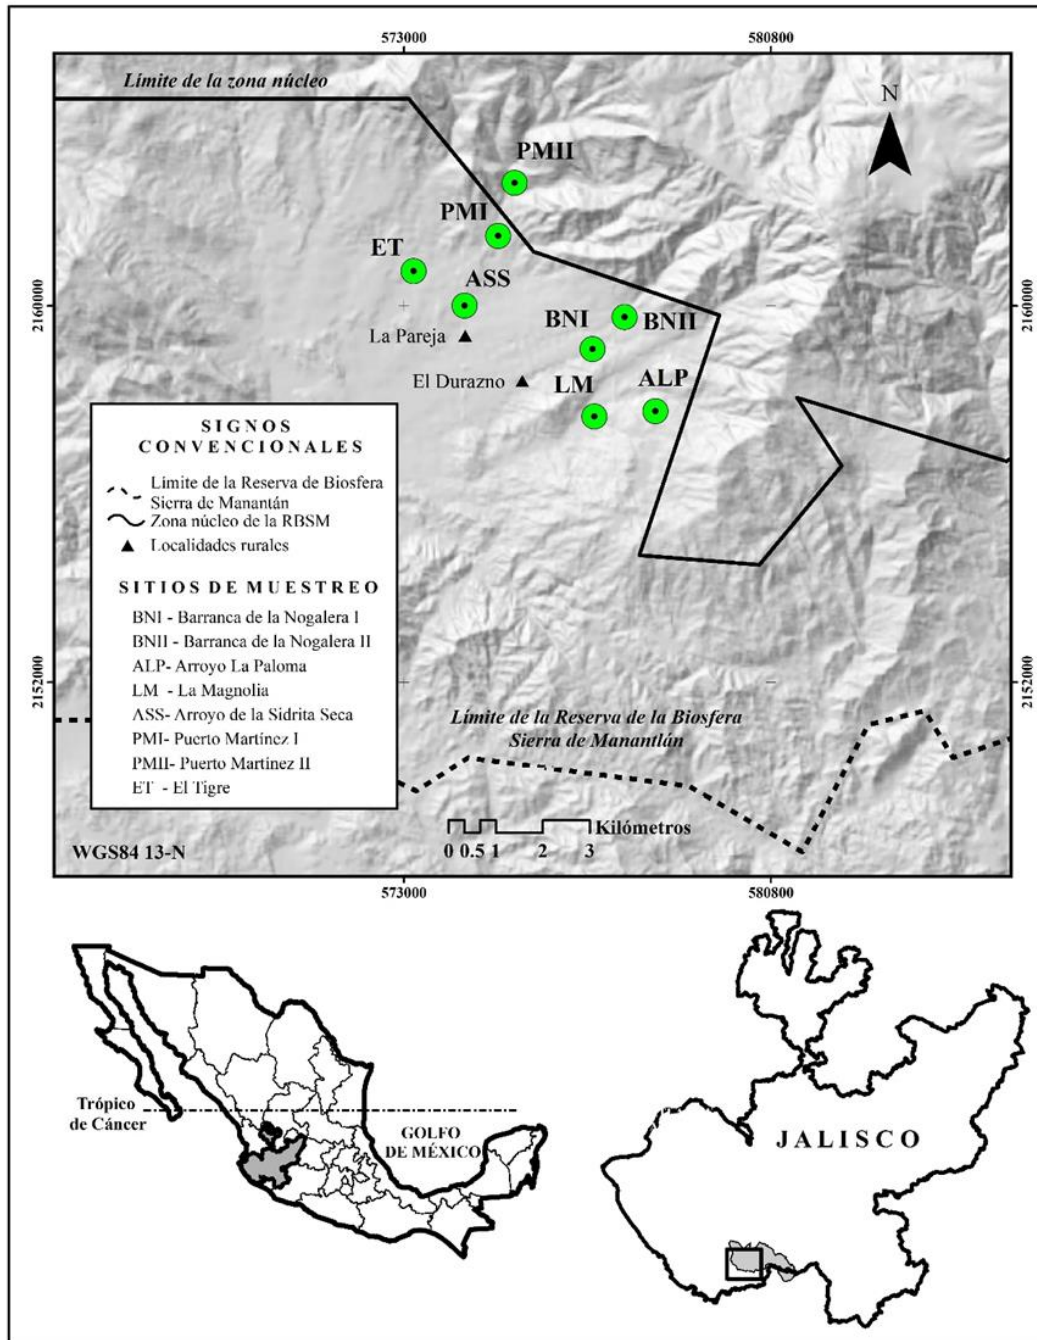 573000
580800
Límite de la zona núcleo
N
PMII
PMI
ET
ASS
2160000
2160000
BNI
BNII
La Pareja
El Durazno
LM
ALP
SIGNOS
CONVENCIONALES
Límite de la Reserva de Biosfera
Sierra de Manantán
Zona núcleo de la RBSM
Localidades rurales
SITIOS DE MUESTREO
BNI - Barranca de la Nogalera I
BNII - Barranca de la Nogalera II
ALP- Arroyo La Paloma
LM - La Magnolia
ASS- Arroyo de la Sidrita Seca
PMI- Puerto Martínez I
PMII- Puerto Martínez II
ET - El Tigre
2152000
2152000
Límite de la Reserva de la Biosfera
Sierra de Manantlán
Kilómetros
0 0.5 1 2 3
WGS84 13-N
573000
580800
Trópico
de Cáncer
GOLFO
DE MÉXICO
JALISCO